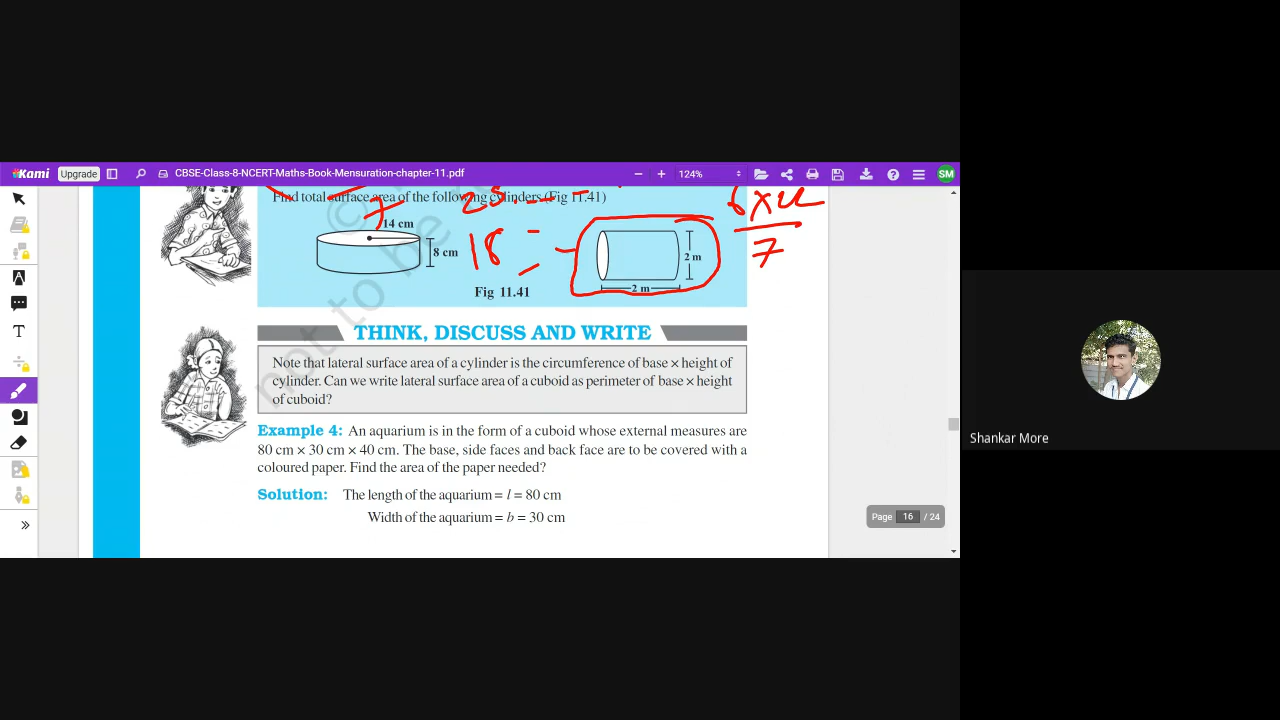 Kami Upgrade CBSE-Class-8-NCERT-Maths-Book-Mensuration-chapter-11.pdf 124% SM
Find total surface area of the following cylinders (Fig 11.41)
14 cm
8 cm
18
2 m
2 m
7
Fig 11.41
THINK, DISCUSS AND WRITE
Note that lateral surface area of a cylinder is the circumference of base × height of
cylinder. Can we write lateral surface area of a cuboid as perimeter of base × height
of cuboid?
Example 4: An aquarium is in the form of a cuboid whose external measures are
80 cm × 30 cm × 40 cm. The base, side faces and back face are to be covered with a
coloured paper. Find the area of the paper needed?
Solution: The length of the aquarium = l = 80 cm
Width of the aquarium = b = 30 cm
Page 16 / 24
not to be
Shankar More